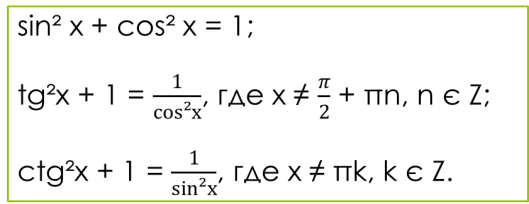 sin² x + cos² x = 1;
tg²x + 1 = 1/cos²x, где x ≠ π/2 + πn, n є Z;
ctg²x + 1 = 1/sin²x, где x ≠ πk, k є Z.